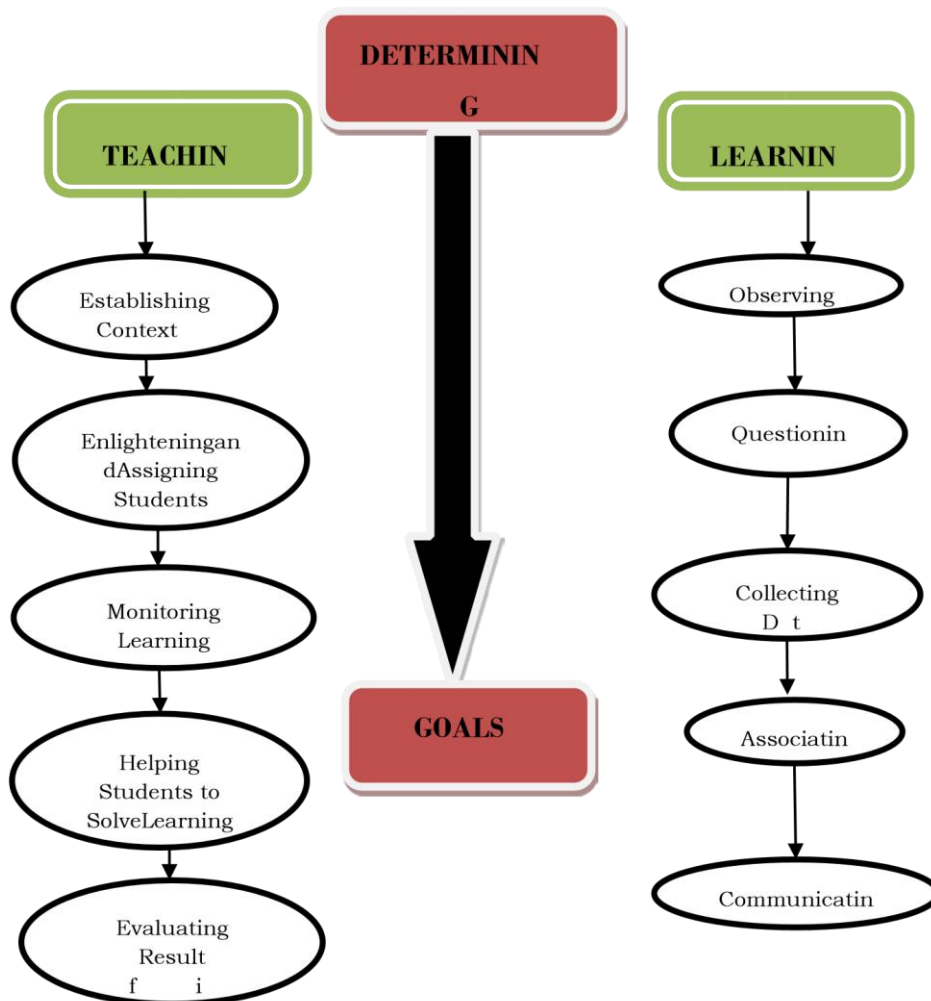 DETERMININ
G
TEACHIN
Establishing
Context
Enlighteningan
dAssigning
Students
Monitoring
Learning
Helping
Students to
SolveLearning
Evaluating
Result
f i
GOALS
LEARNIN
Observing
Questionin
Collecting
D t
Associatin
Communicatin